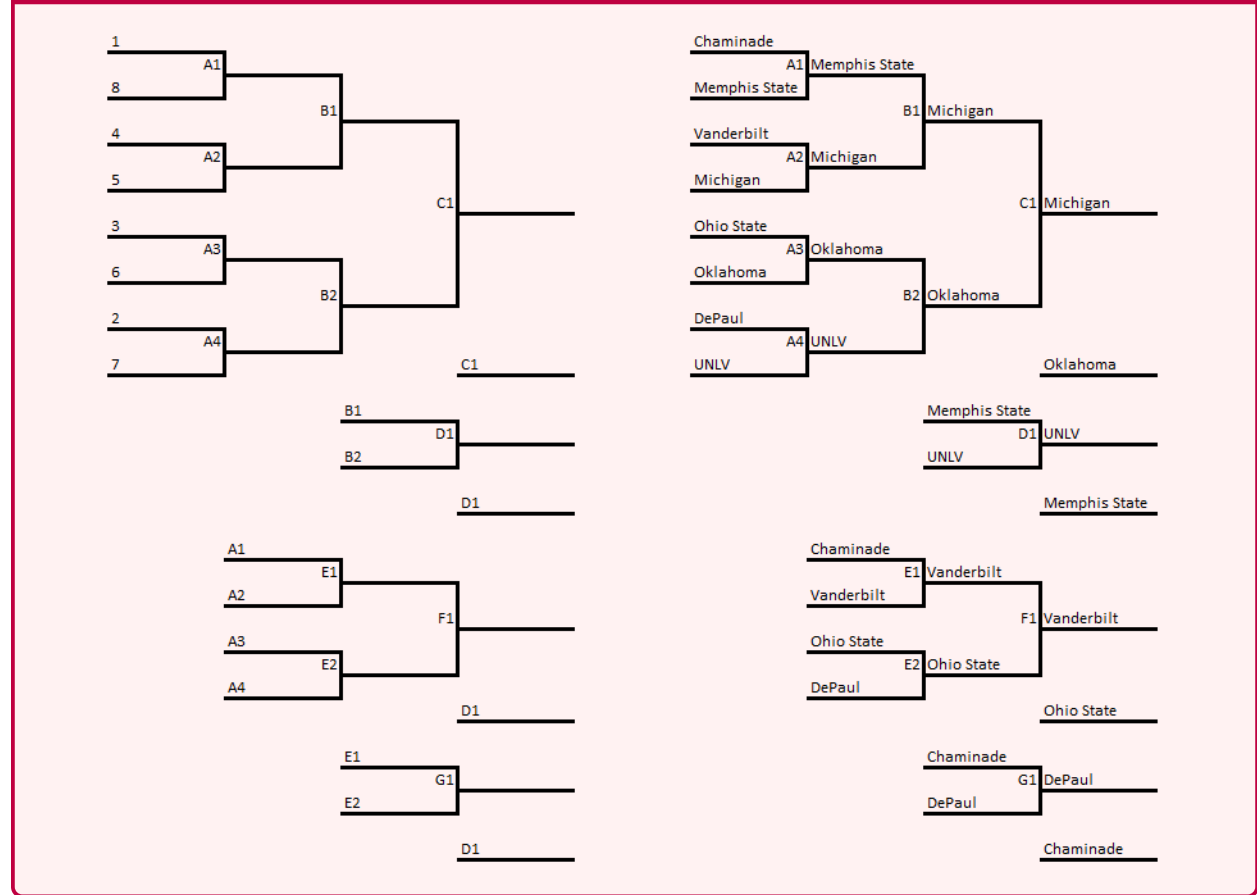 1
A1
8
B1
4
A2
5
C1
3
A3
6
B2
2
A4
7
C1
B1
D1
B2
D1
A1
E1
A2
F1
A3
E2
A4
D1
E1
G1
E2
D1
Chaminade
A1 Memphis State
Memphis State
B1 Michigan
Vanderbilt
A2 Michigan
Michigan
C1 Michigan
Ohio State
A3 Oklahoma
Oklahoma
B2 Oklahoma
DePaul
A4 UNLV
UNLV
Oklahoma
Memphis State
D1 UNLV
UNLV
Memphis State
Chaminade
E1 Vanderbilt
Vanderbilt
F1 Vanderbilt
Ohio State
E2 Ohio State
DePaul
Ohio State
Chaminade
G1 DePaul
DePaul
Chaminade